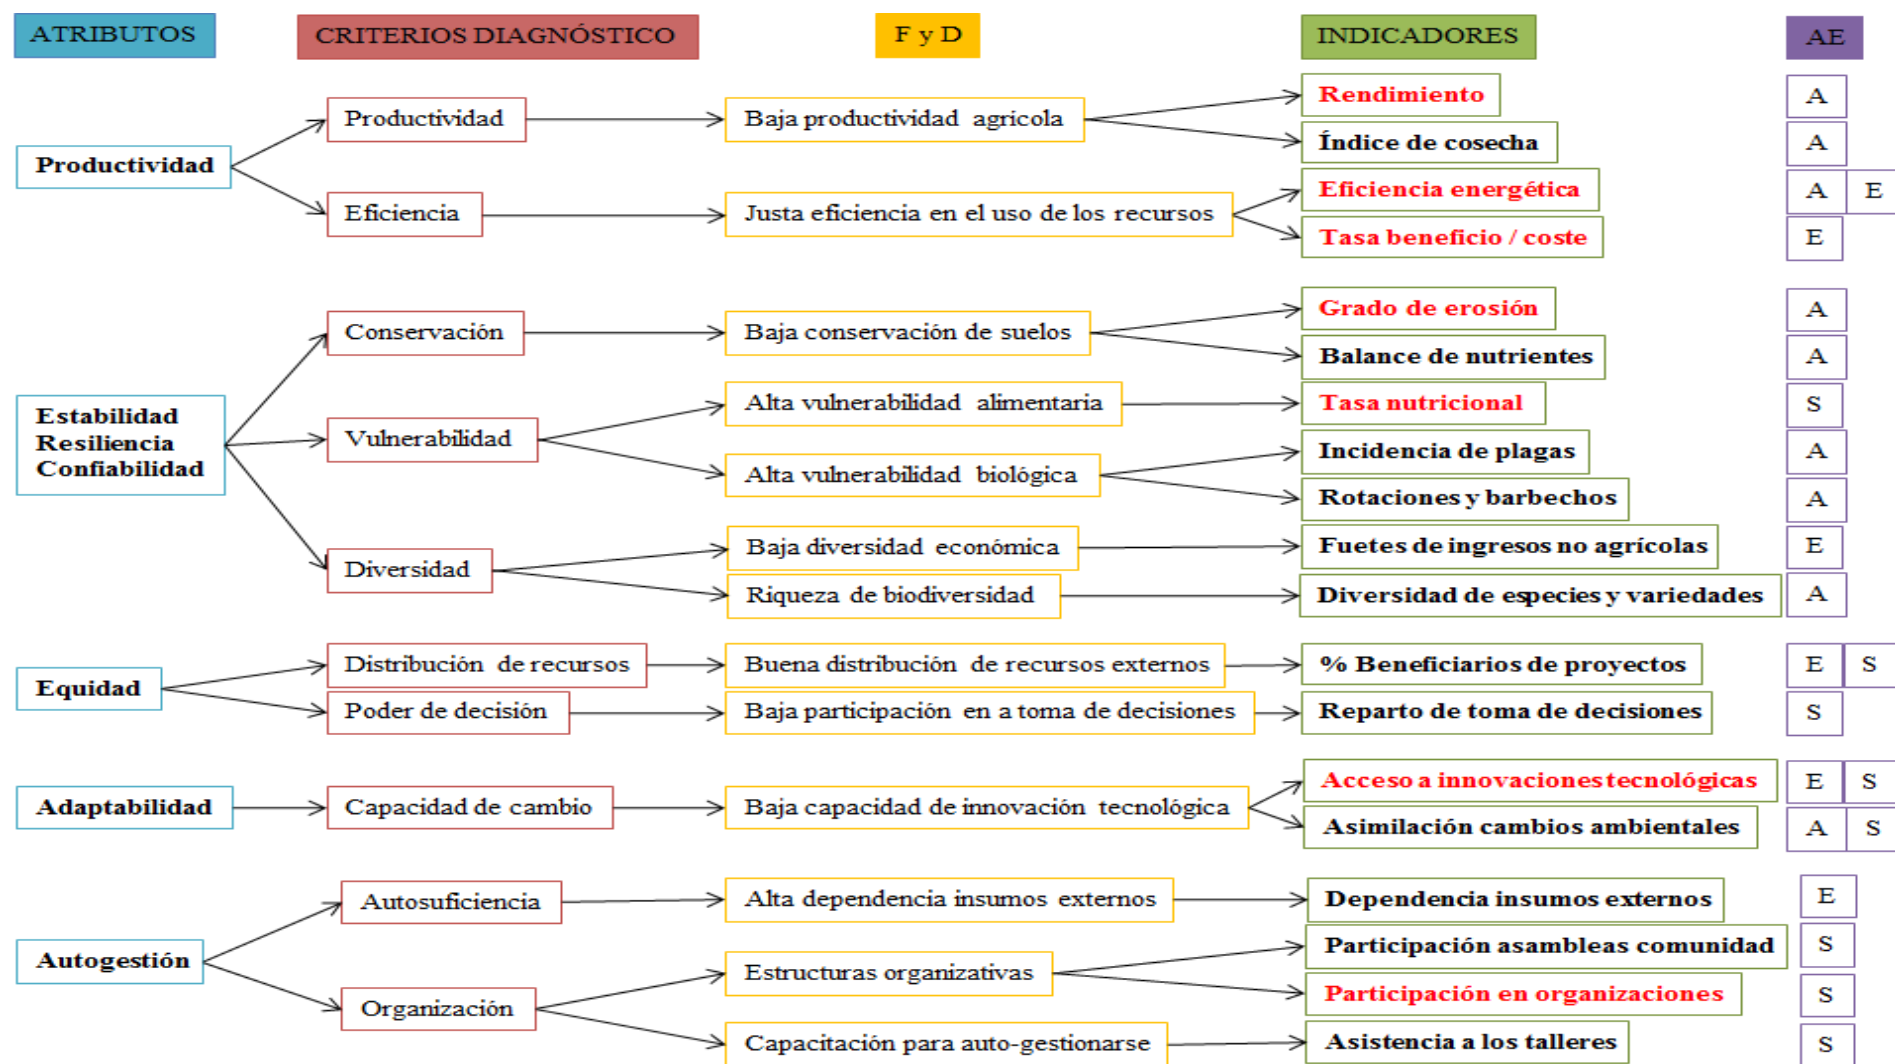 ATRIBUTOS
CRITERIOS DIAGNÓSTICO
F y D
INDICADORES
AE
Productividad
Productividad
Baja productividad agrícola
Rendimiento
A
Índice de cosecha
A
Eficiencia
Justa eficiencia en el uso de los recursos
Eficiencia energética
A E
Tasa beneficio / coste
E
Estabilidad
Resiliencia
Confiabilidad
Conservación
Baja conservación de suelos
Grado de erosión
A
Balance de nutrientes
A
Vulnerabilidad
Alta vulnerabilidad alimentaria
Tasa nutricional
S
Alta vulnerabilidad biológica
Incidencia de plagas
A
Rotaciones y barbechos
A
Diversidad
Baja diversidad económica
Fuetes de ingresos no agrícolas
E
Riqueza de biodiversidad
Diversidad de especies y variedades
A
Equidad
Distribución de recursos
Buena distribución de recursos externos
% Beneficiarios de proyectos
E S
Poder de decisión
Baja participación en a toma de decisiones
Reparto de toma de decisiones
S
Adaptabilidad
Capacidad de cambio
Baja capacidad de innovación tecnológica
Acceso a innovaciones tecnológicas
E S
Asimilación cambios ambientales
A S
Autogestión
Autosuficiencia
Alta dependencia insumos externos
Dependencia insumos externos
E
Organización
Estructuras organizativas
Participación asambleas comunidad
S
Participación en organizaciones
S
Capacitación para auto-gestionarse
Asistencia a los talleres
S